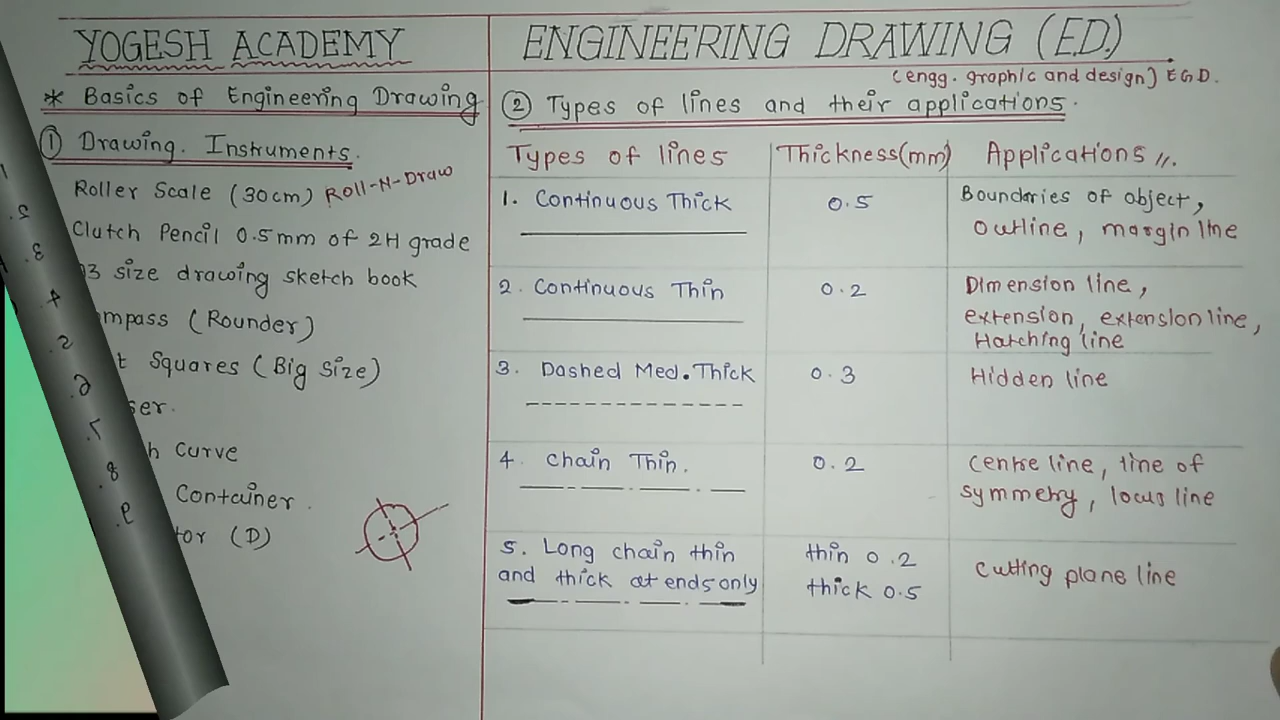 YOGESH ACADEMY
* Basics of Engineering Drawing
① Drawing. Instruments.
Roller Scale (30cm) Roll-N-Draw
Clutch Pencil 0.5mm of 2H grade
size drawing sketch book
(Rounder)
Squares (Big size)
Curve
Container.
(D)
ENGINEERING DRAWING (ED.)
(engg. graphic and design) EGD.
② Types of lines and their applications.
Types of lines Thickness(mm) Applications
1. Continuous Thick 0.5 Boundaries of object,
outline, margin line
2. Continuous Thin 0.2 Dimension line,
extension, extension line,
Hatching line
3. Dashed Med. Thick 0.3 Hidden line
4. Chain Thin. 0.2 Centre line, line of
symmetry, locus line
5. Long chain thin thin 0.2 Cutting plane line
and thick at ends only thick 0.5